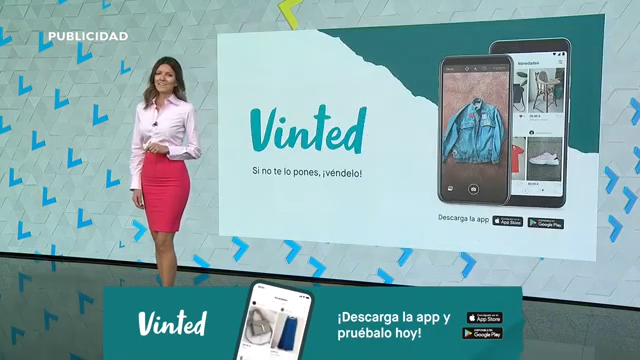 PUBLICIDAD
Vinted
Si no te lo pones, ¡véndelo!
Novedades
Descarga la app
App Store
Google Play
Vinted
¡Descarga la app y
pruébalo hoy!
App Store
Google Play